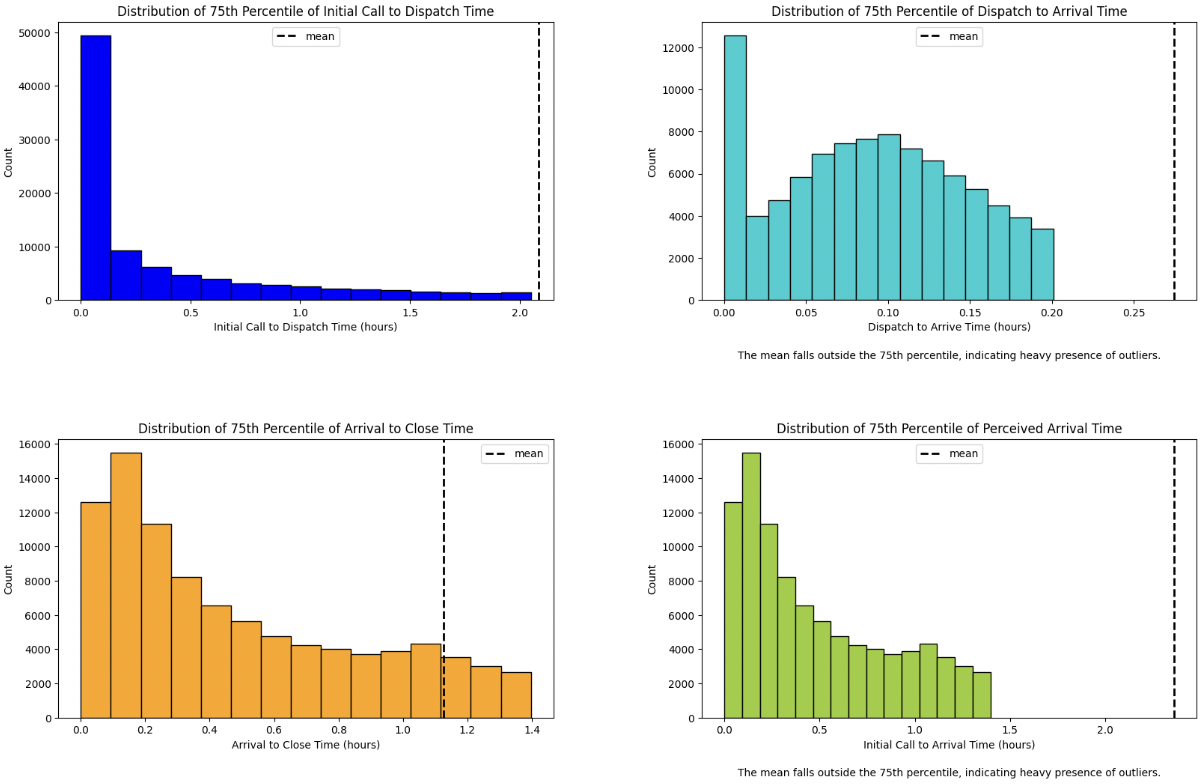 Distribution of 75th Percentile of Initial Call to Dispatch Time
mean
50000
40000
30000
20000
10000
0
Count
0.0 0.5 1.0 1.5 2.0
Initial Call to Dispatch Time (hours)
Distribution of 75th Percentile of Dispatch to Arrival Time
mean
12000
10000
8000
6000
4000
2000
0
Count
0.00 0.05 0.10 0.15 0.20 0.25
Dispatch to Arrive Time (hours)
The mean falls outside the 75th percentile, indicating heavy presence of outliers.
Distribution of 75th Percentile of Arrival to Close Time
mean
16000
14000
12000
10000
8000
6000
4000
2000
0
Count
0.0 0.2 0.4 0.6 0.8 1.0 1.2 1.4
Arrival to Close Time (hours)
Distribution of 75th Percentile of Perceived Arrival Time
mean
16000
14000
12000
10000
8000
6000
4000
2000
0
Count
0.0 0.5 1.0 1.5 2.0
Initial Call to Arrival Time (hours)
The mean falls outside the 75th percentile, indicating heavy presence of outliers.